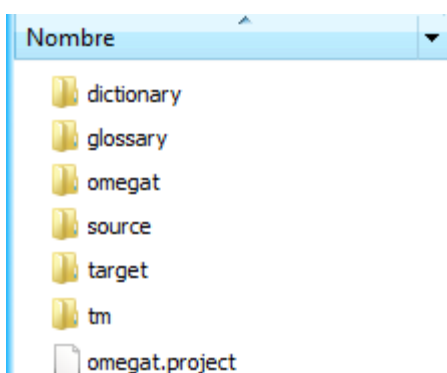 Nombre
dictionary
glossary
omegat
source
target
tm
omegat.project